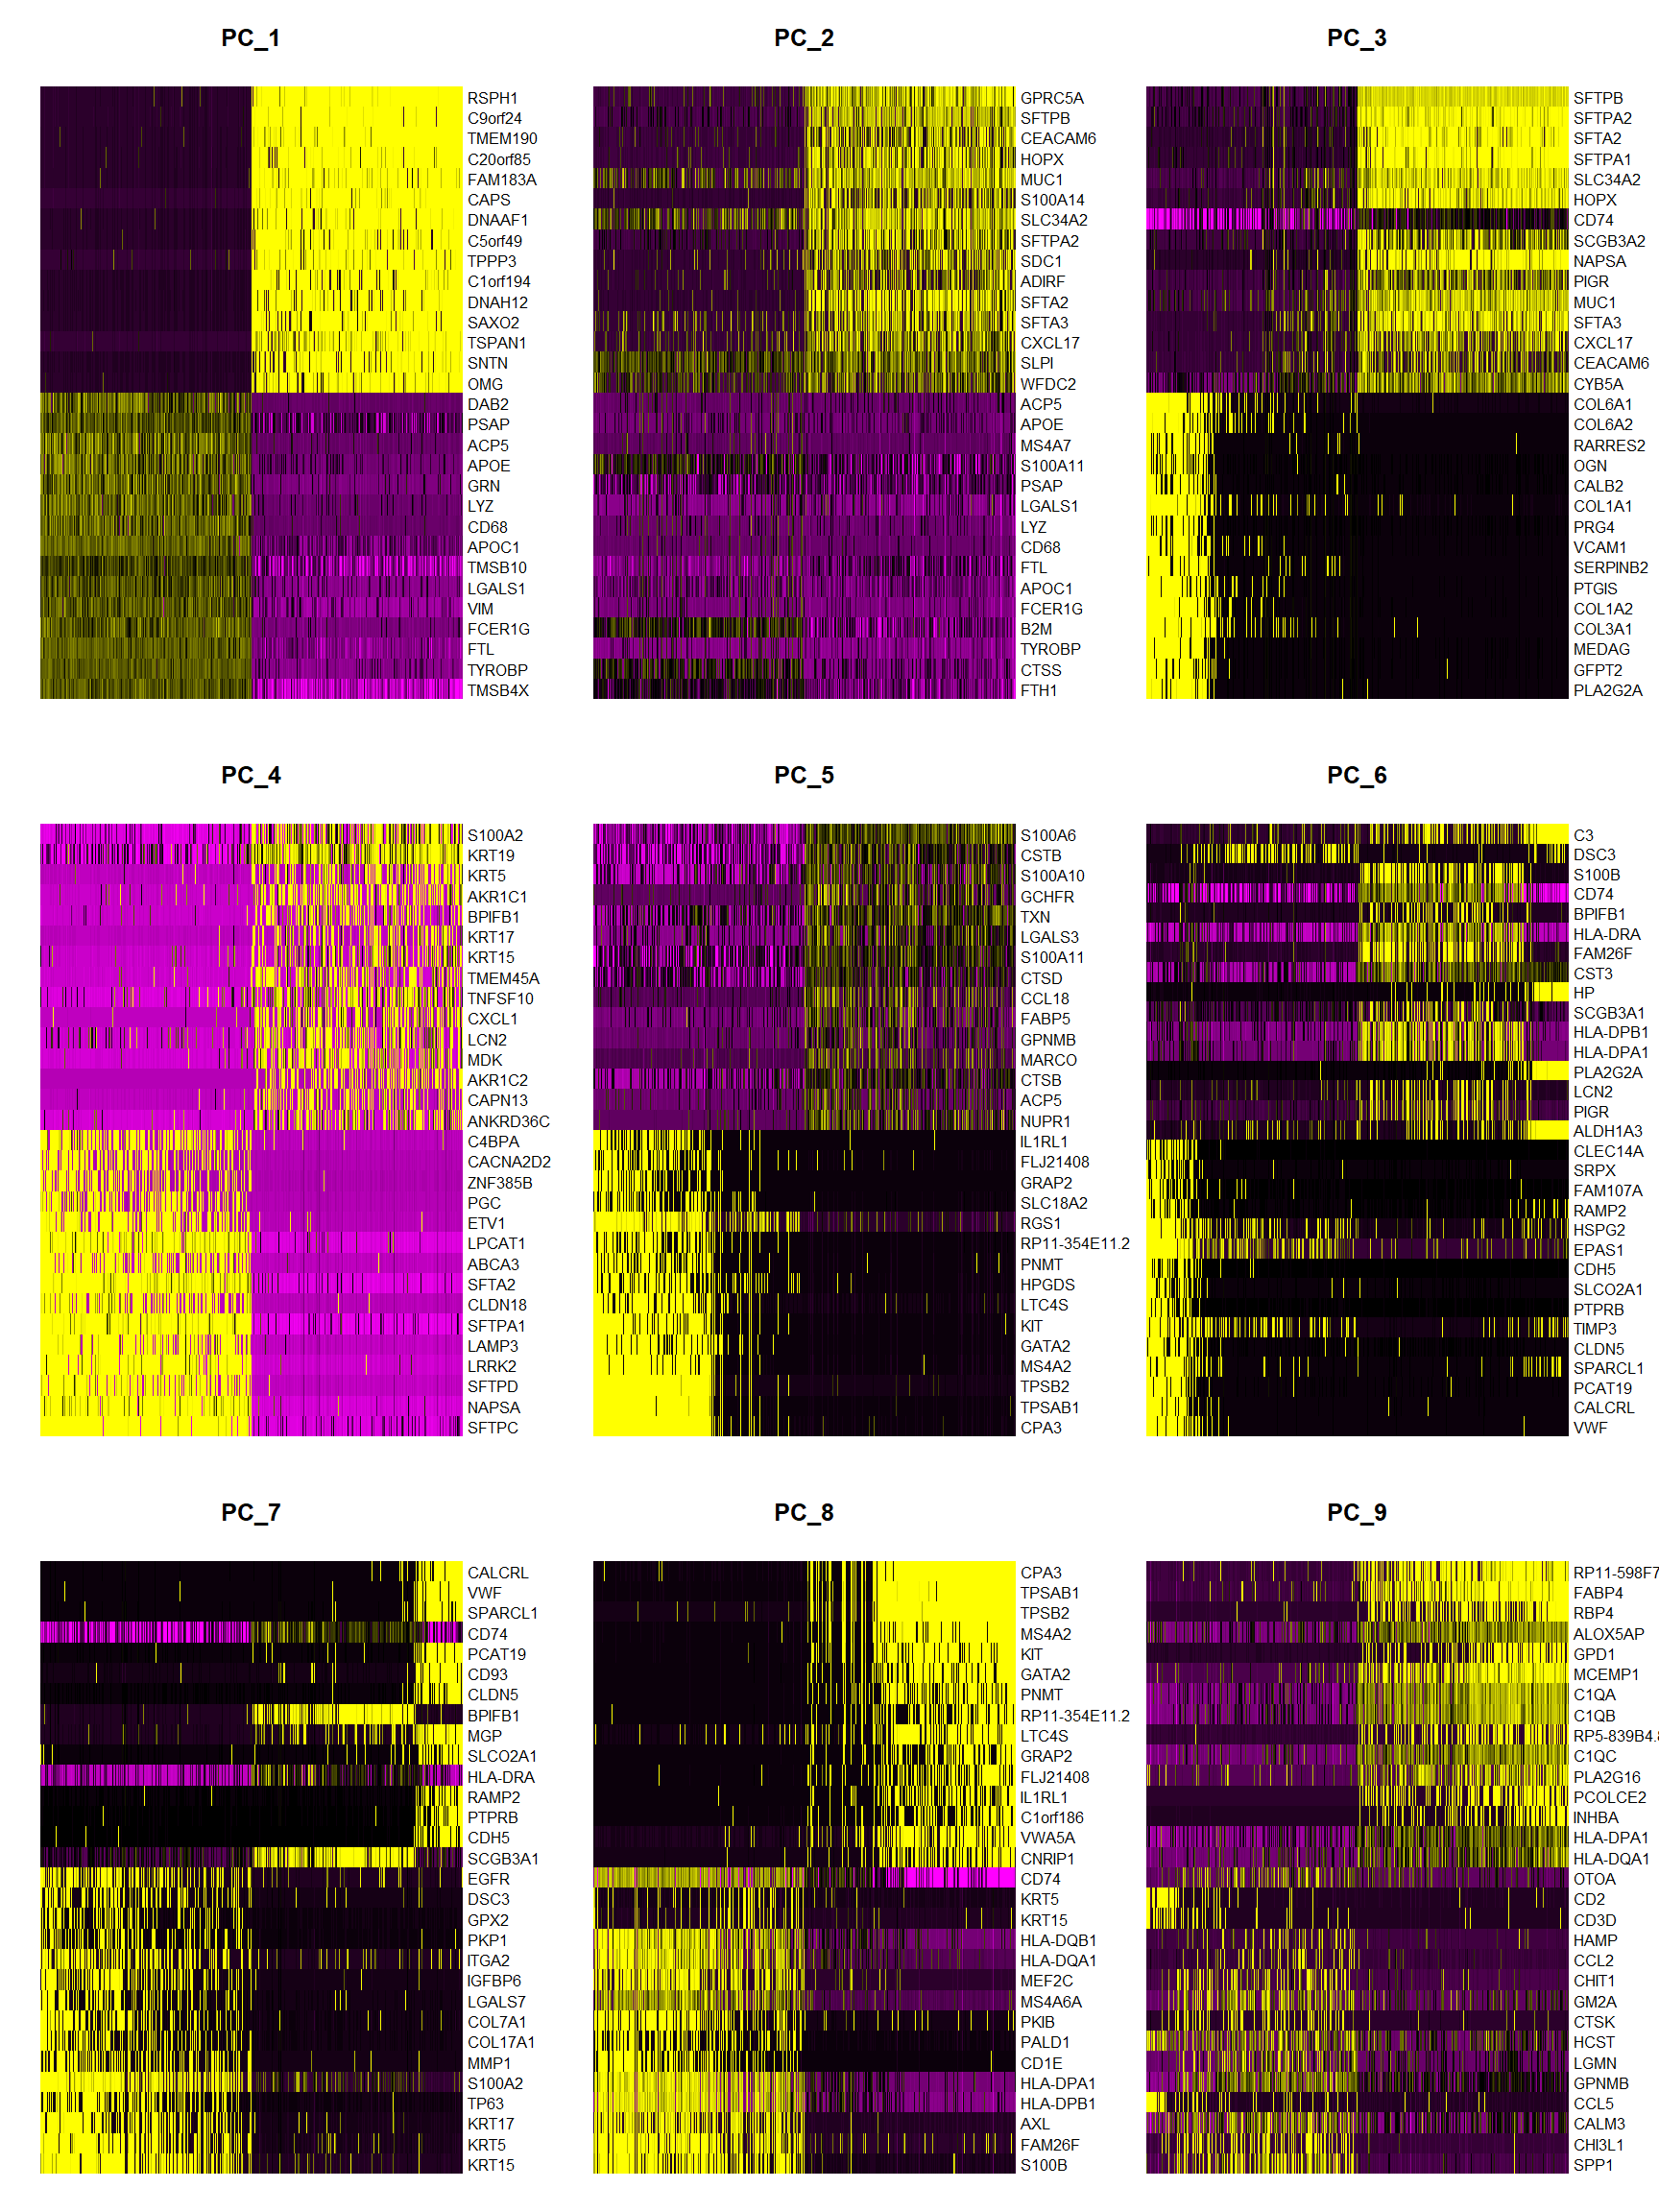 PC_1
RSPH1
C9orf24
TMEM190
C20orf85
FAM183A
CAPS
DNAAF1
C5orf49
TPPP3
C1orf194
DNAH12
SAXO2
TSPAN1
SNTN
OMG
DAB2
PSAP
ACP5
APOE
GRN
LYZ
CD68
APOC1
TMSB10
LGALS1
VIM
FCER1G
FTL
TYROBP
TMSB4X
PC_2
GPRC5A
SFTPB
CEACAM6
HOPX
MUC1
S100A14
SLC34A2
SFTPA2
SDC1
ADIRF
SFTA2
SFTA3
CXCL17
SLPI
WFDC2
ACP5
APOE
MS4A7
S100A11
PSAP
LGALS1
LYZ
CD68
FTL
APOC1
FCER1G
B2M
TYROBP
CTSS
FTH1
PC_3
SFTPB
SFTPA2
SFTA2
SFTPA1
SLC34A2
HOPX
CD74
SCGB3A2
NAPSA
PIGR
MUC1
SFTA3
CXCL17
CEACAM6
CYB5A
COL6A1
COL6A2
RARRES2
OGN
CALB2
COL1A1
PRG4
VCAM1
SERPINB2
PTGIS
COL1A2
COL3A1
MEDAG
GFPT2
PLA2G2A
PC_4
S100A2
KRT19
KRT5
AKR1C1
BPIFB1
KRT17
KRT15
TMEM45A
TNFSF10
CXCL1
LCN2
MDK
AKR1C2
CAPN13
ANKRD36C
C4BPA
CACNA2D2
ZNF385B
PGC
ETV1
LPCAT1
ABCA3
SFTA2
CLDN18
SFTPA1
LAMP3
LRRK2
SFTPD
NAPSA
SFTPC
PC_5
S100A6
CSTB
S100A10
GCHFR
TXN
LGALS3
S100A11
CTSD
CCL18
FABP5
GPNMB
MARCO
CTSB
ACP5
NUPR1
IL1RL1
FLJ21408
GRAP2
SLC18A2
RGS1
RP11-354E11.2
PNMT
HPGDS
LTC4S
KIT
GATA2
MS4A2
TPSB2
TPSAB1
CPA3
PC_6
C3
DSC3
S100B
CD74
BPIFB1
HLA-DRA
FAM26F
CST3
HP
SCGB3A1
HLA-DPB1
HLA-DPA1
PLA2G2A
LCN2
PIGR
ALDH1A3
CLEC14A
SRPX
FAM107A
RAMP2
HSPG2
EPAS1
CDH5
SLCO2A1
PTPRB
TIMP3
CLDN5
SPARCL1
PCAT19
CALCRL
VWF
PC_7
CALCRL
VWF
SPARCL1
CD74
PCAT19
CD93
CLDN5
BPIFB1
MGP
SLCO2A1
HLA-DRA
RAMP2
PTPRB
CDH5
SCGB3A1
EGFR
DSC3
GPX2
PKP1
ITGA2
IGFBP6
LGALS7
COL7A1
COL17A1
MMP1
S100A2
TP63
KRT17
KRT5
KRT15
PC_8
CPA3
TPSAB1
TPSB2
MS4A2
KIT
GATA2
PNMT
RP11-354E11.2
LTC4S
GRAP2
FLJ21408
IL1RL1
C1orf186
VWA5A
CNRIP1
CD74
KRT5
KRT15
HLA-DQB1
HLA-DQA1
MEF2C
MS4A6A
PKIB
PALD1
CD1E
HLA-DPA1
HLA-DPB1
AXL
FAM26F
S100B
PC_9
RP11-598F7
FABP4
RBP4
ALOX5AP
GPD1
MCEMP1
C1QA
C1QB
RP5-839B4.8
C1QC
PLA2G16
PCOLCE2
INHBA
HLA-DPA1
HLA-DQA1
OTOA
CD2
CD3D
HAMP
CCL2
CHIT1
GM2A
CTSK
HCST
LGMN
GPNMB
CCL5
CALM3
CHI3L1
SPP1